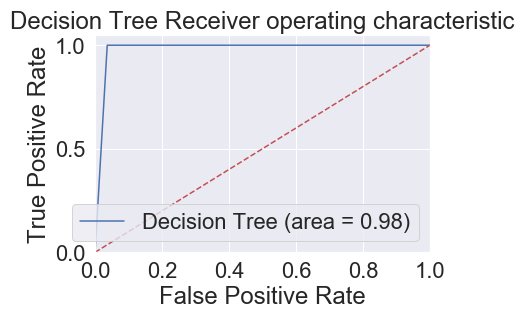 Decision Tree Receiver operating characteristic
True Positive Rate
1.0
0.5
0.0
Decision Tree (area = 0.98)
0.0 0.2 0.4 0.6 0.8 1.0
False Positive Rate